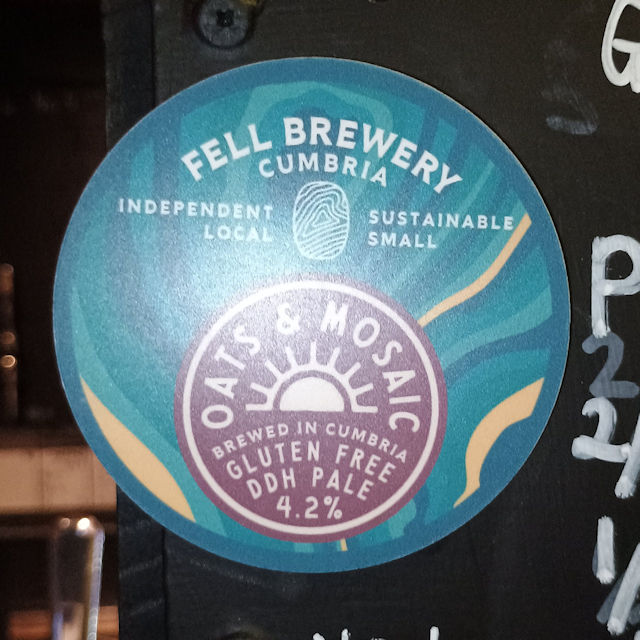 FELL BREWERY
CUMBRIA
INDEPENDENT
LOCAL
SUSTAINABLE
SMALL
OATS & MOSAIC
BREWED IN CUMBRIA
GLUTEN FREE
DDH PALE
4.2%